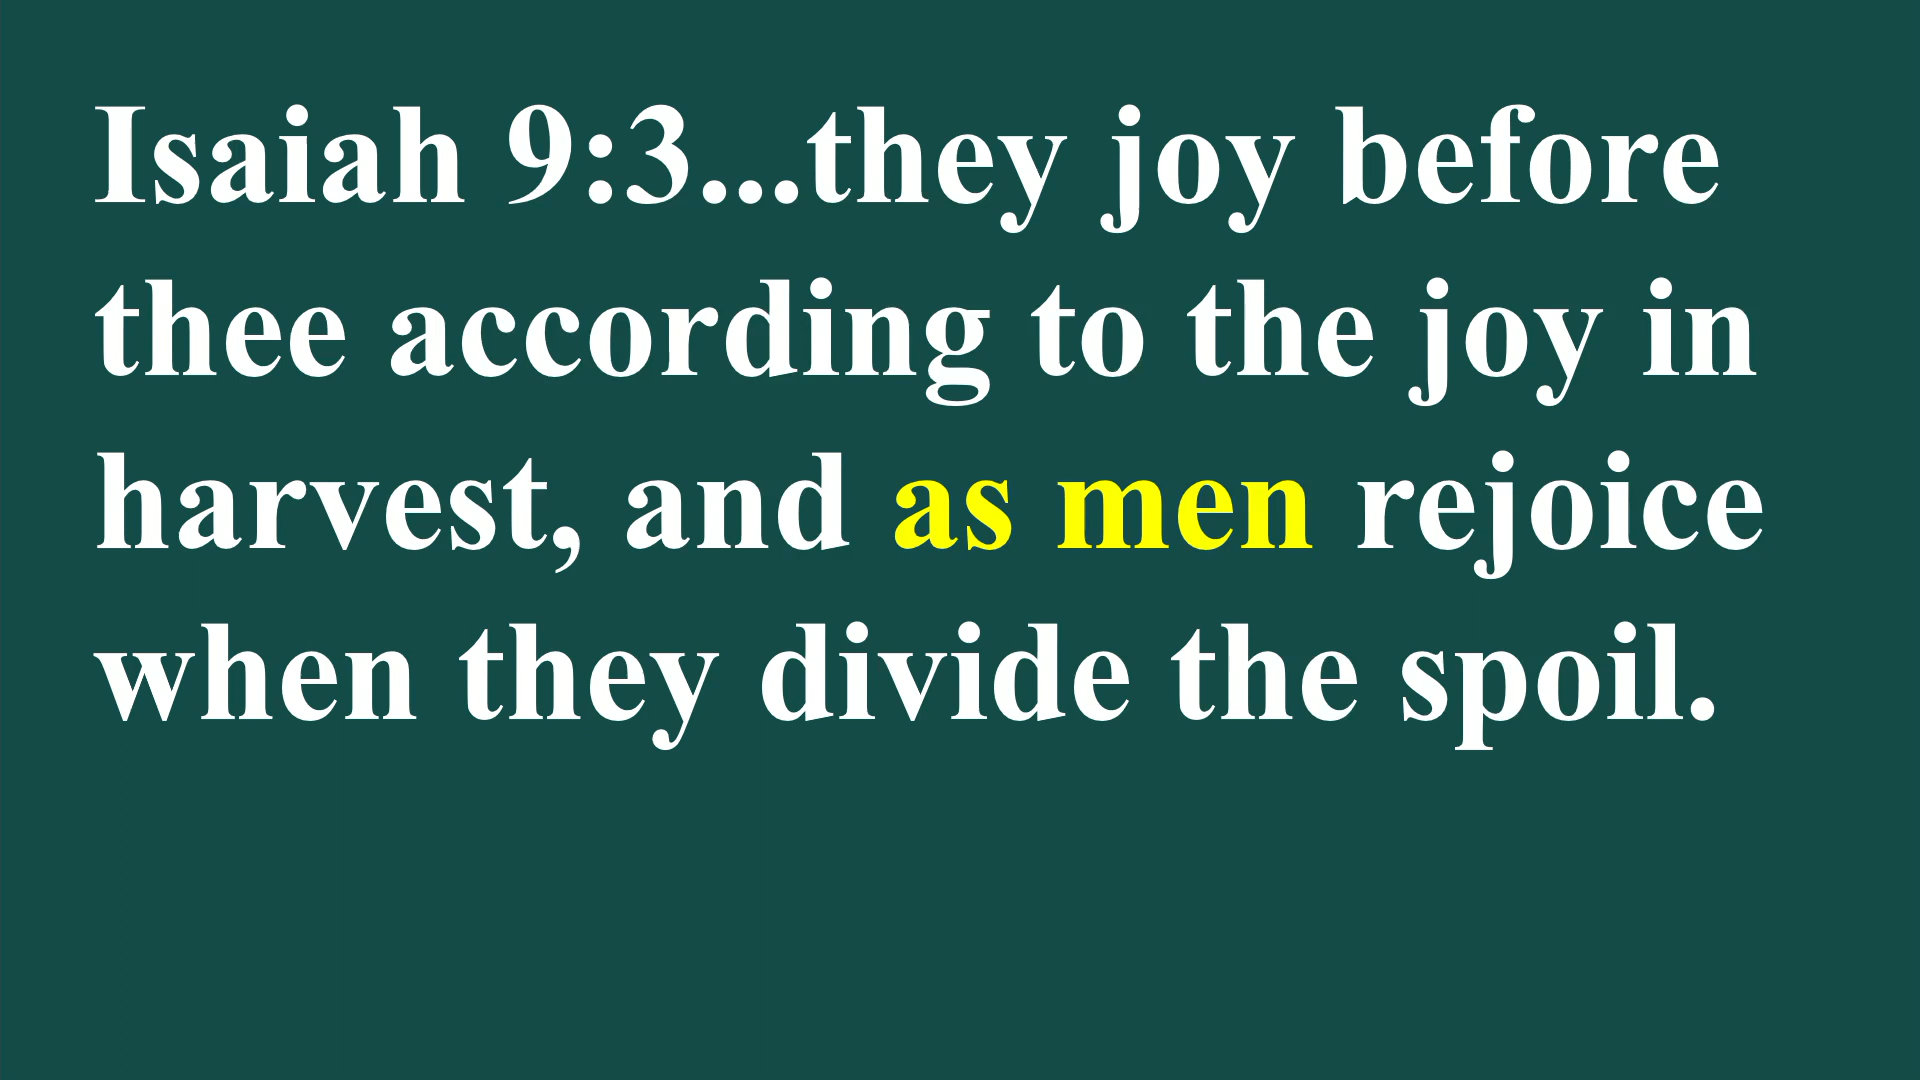 Isaiah 9:3...they joy before
thee according to the joy in
harvest, and as men rejoice
when they divide the spoil.